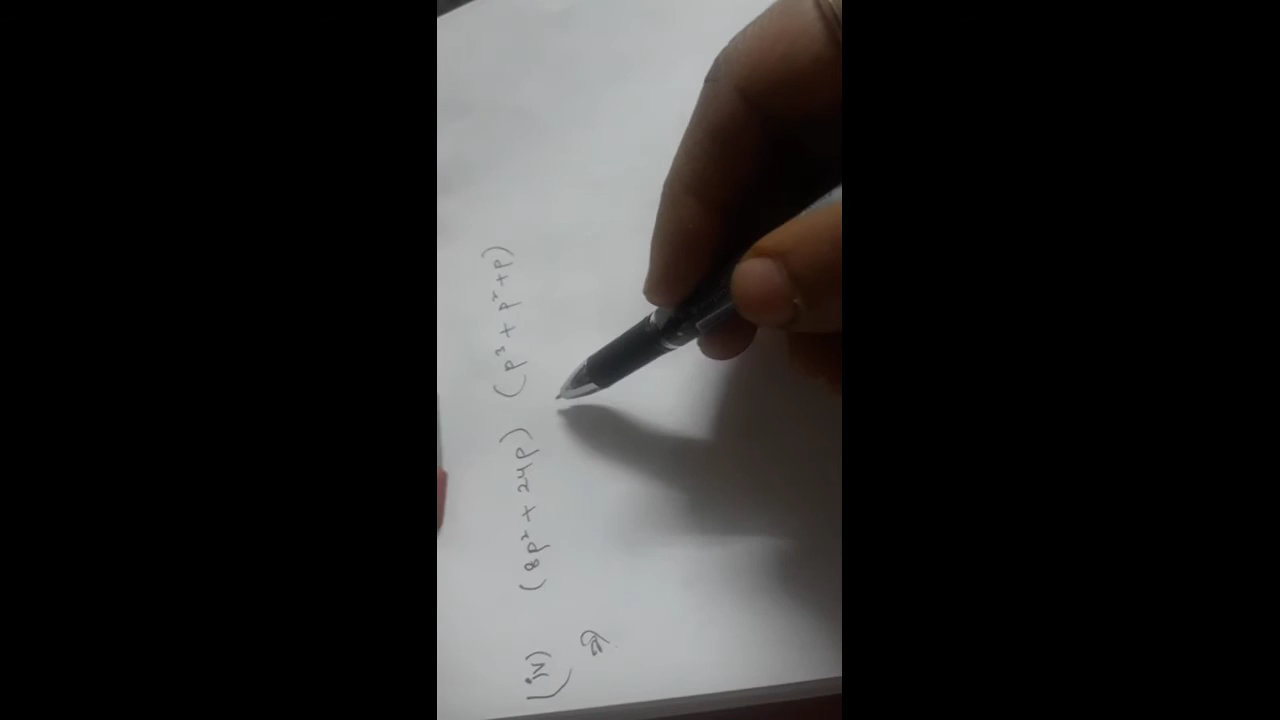 (iv) (8p² + 24p) (p³ + p² + p)
⇒